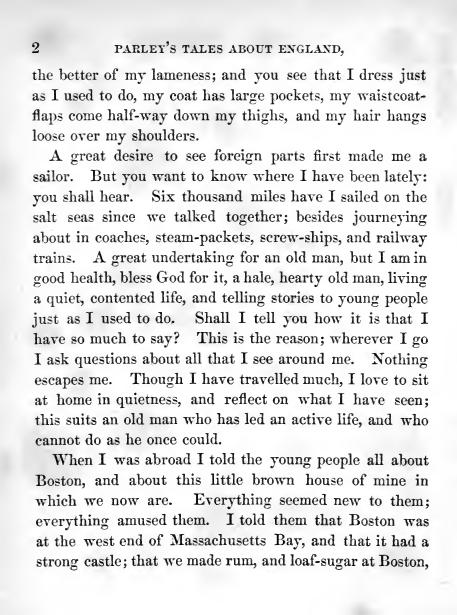 2 PARLEY'S TALES ABOUT ENGLAND,
the better of my lameness; and you see that I dress just
as I used to do, my coat has large pockets, my waistcoat-
flaps come half-way down my thighs, and my hair hangs
loose over my shoulders.
A great desire to see foreign parts first made me a
sailor. But you want to know where I have been lately:
you shall hear. Six thousand miles have I sailed on the
salt seas since we talked together; besides journeying
about in coaches, steam-packets, screw-ships, and railway
trains. A great undertaking for an old man, but I am in
good health, bless God for it, a hale, hearty old man, living
a quiet, contented life, and telling stories to young people
just as I used to do. Shall I tell you how it is that I
have so much to say? This is the reason; wherever I go
I ask questions about all that I see around me. Nothing
escapes me. Though I have travelled much, I love to sit
at home in quietness, and reflect on what I have seen;
this suits an old man who has led an active life, and who
cannot do as he once could.
When I was abroad I told the young people all about
Boston, and about this little brown house of mine in
which we now are. Everything seemed new to them;
everything amused them. I told them that Boston was
at the west end of Massachusetts Bay, and that it had a
strong castle; that we made rum, and loaf-sugar at Boston,